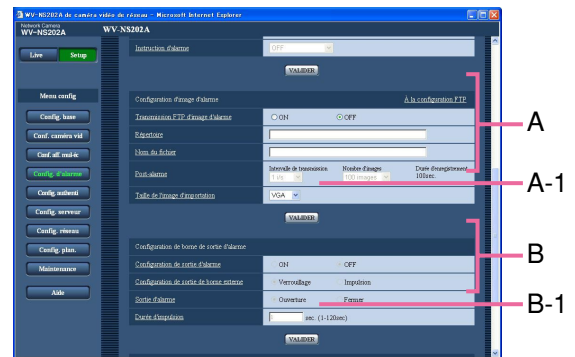 WV-NS202A de caméra vidéo de réseau - Microsoft Internet Explorer
Network Camera
WV-NS202A
WV-NS202A
Live
Setup
Instruction d'alarme
OFF
VALIDER
A
Menu config
Configuration d'image d'alarme
À la configuration FTP
Config. base
Transmission FTP d'image d'alarme
ON
OFF
Conf. caméra vid
Répertoire
Conf. aff. mul-éc
Nom du fichier
Config. d'alarme
Post-alarme
Intervalle de transmission
Nombre d'images
Durée d'enregistrement
1 i/s
100 images
100sec.
A-1
Config. authenti
Taille de l'image d'importation
VGA
Config. serveur
VALIDER
Config. réseau
B
Config. plan.
Configuration de borne de sortie d'alarme
Maintenance
Configuration de sortie d'alarme
ON
OFF
Configuration de sortie de borne externe
Verrouillage
Impulsion
Aide
Sortie d'alarme
Ouverture
Fermer
B-1
Durée d'impulsion
sec. (1-120sec)
VALIDER